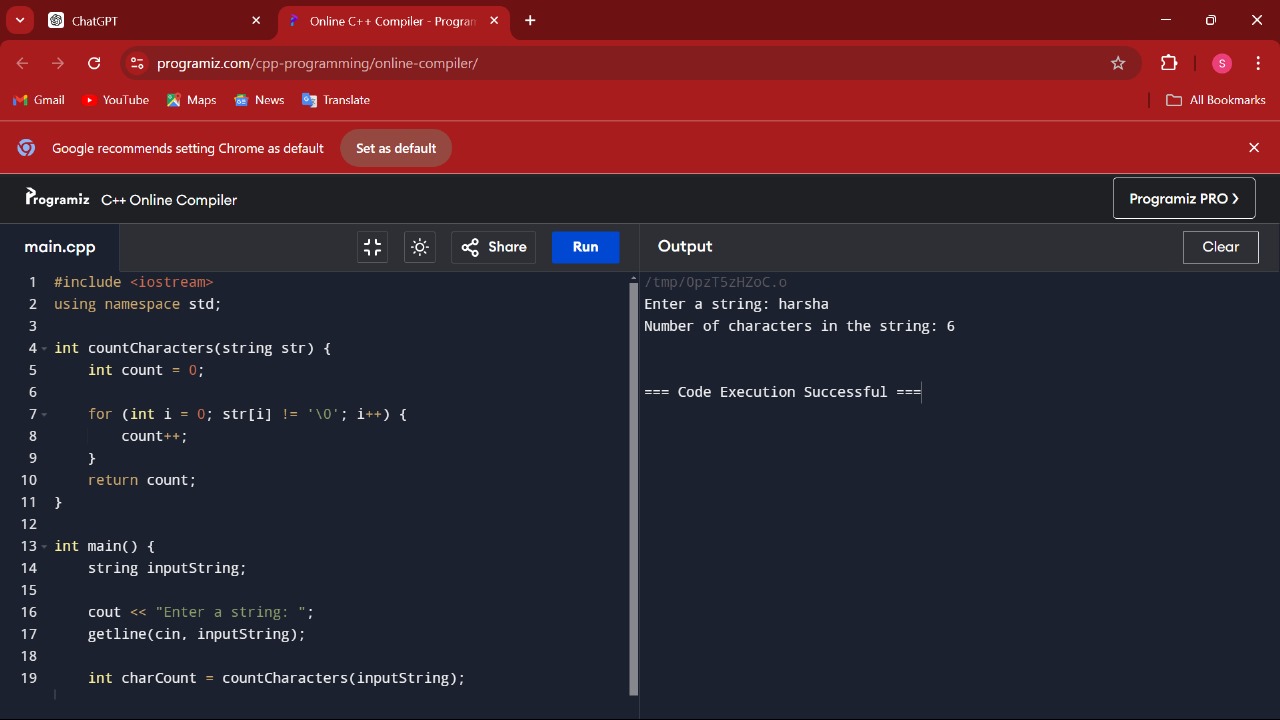 ChatGPT
Online C++ Compiler - Program
programiz.com/cpp-programming/online-compiler/
S
Gmail
YouTube
Maps
News
Translate
All Bookmarks
Google recommends setting Chrome as default
Set as default
Programiz
C++ Online Compiler
Programiz PRO
main.cpp
Share
Run
Output
Clear
1 #include <iostream>
2 using namespace std;
3
4 int countCharacters(string str) {
5 int count = 0;
6
7 for (int i = 0; str[i] != '\0'; i++) {
8 count++;
9 }
10 return count;
11 }
12
13 int main() {
14 string inputString;
15
16 cout << "Enter a string: ";
17 getline(cin, inputString);
18
19 int charCount = countCharacters(inputString);
/tmp/OpzT5zHZoC.o
Enter a string: harsha
Number of characters in the string: 6
=== Code Execution Successful ===